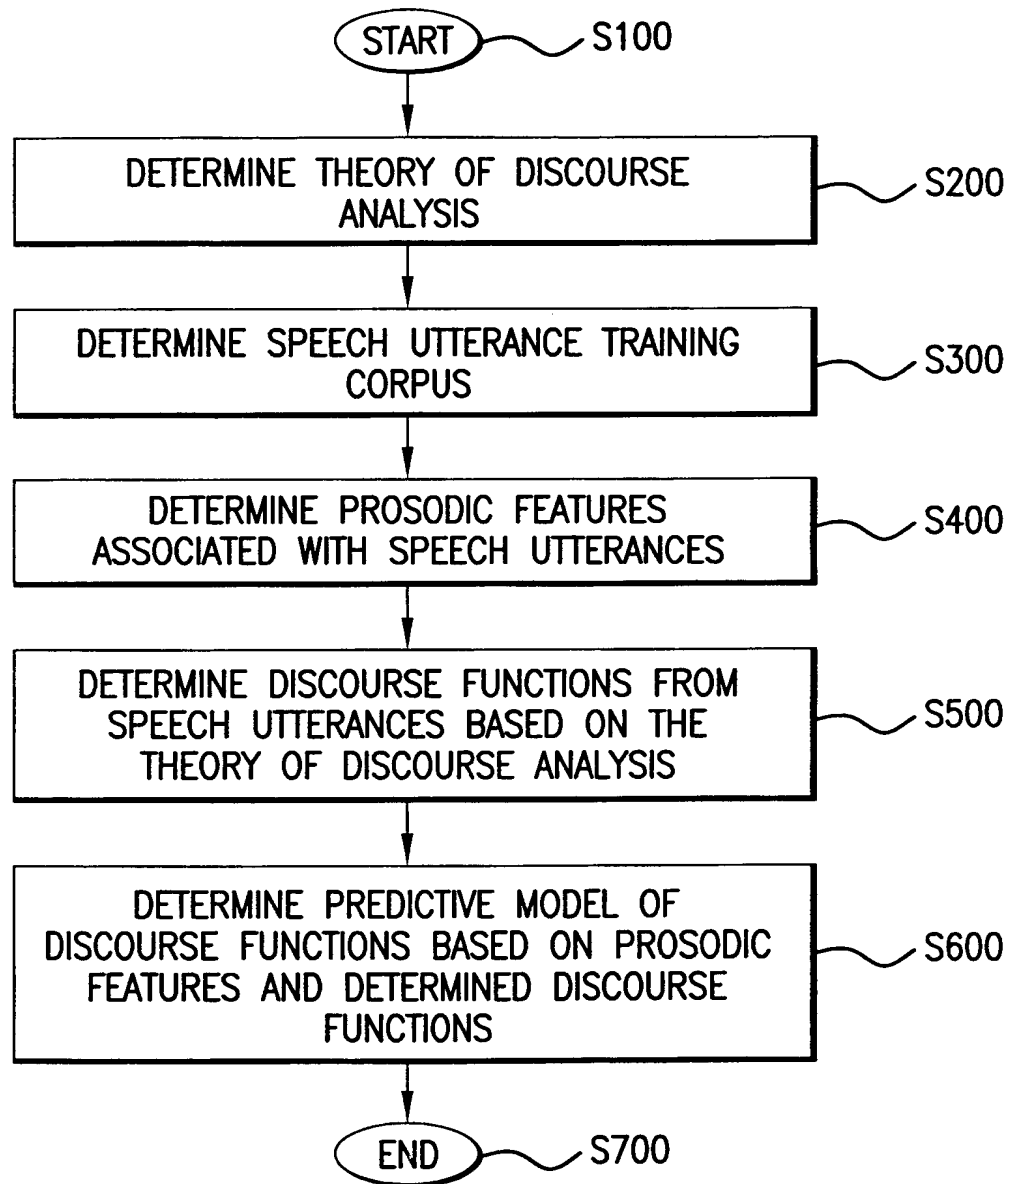 START
S100
DETERMINE THEORY OF DISCOURSE
ANALYSIS
S200
DETERMINE SPEECH UTTERANCE TRAINING
CORPUS
S300
DETERMINE PROSODIC FEATURES
ASSOCIATED WITH SPEECH UTTERANCES
S400
DETERMINE DISCOURSE FUNCTIONS FROM
SPEECH UTTERANCES BASED ON THE
THEORY OF DISCOURSE ANALYSIS
S500
DETERMINE PREDICTIVE MODEL OF
DISCOURSE FUNCTIONS BASED ON PROSODIC
FEATURES AND DETERMINED DISCOURSE
FUNCTIONS
S600
END
S700